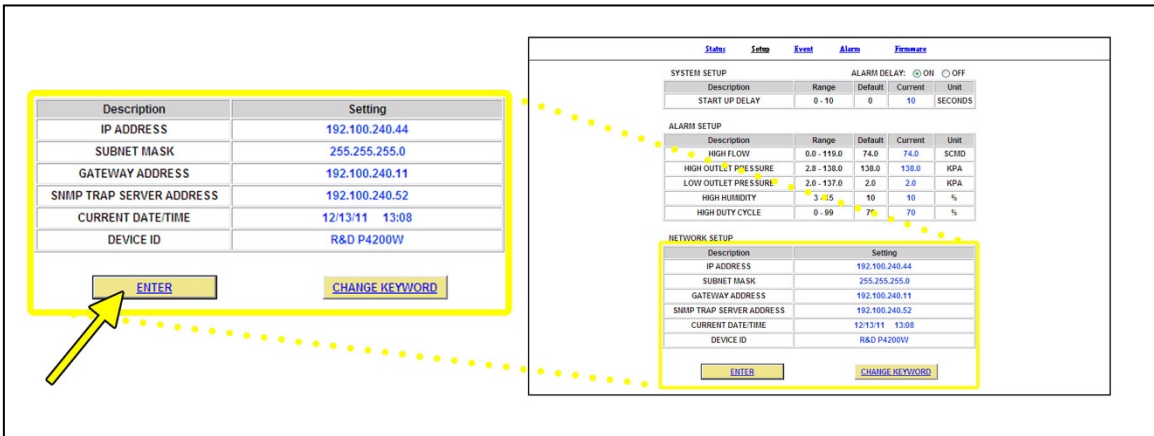 Description Setting
IP ADDRESS 192.100.240.44
SUBNET MASK 255.255.255.0
GATEWAY ADDRESS 192.100.240.11
SNMP TRAP SERVER ADDRESS 192.100.240.52
CURRENT DATE/TIME 12/13/11 13:08
DEVICE ID R&D P4200W
ENTER CHANGE KEYWORD
Status Setup Event Alarm Firmware
SYSTEM SETUP ALARM DELAY: ON OFF
Description Range Default Current Unit
START UP DELAY 0 - 10 0 10 SECONDS
ALARM SETUP
Description Range Default Current Unit
HIGH FLOW 0.0 - 119.0 74.0 74.0 SCMD
HIGH OUTLET PRESSURE 2.8 - 138.0 138.0 138.0 KPA
LOW OUTLET PRESSURE 2.0 - 137.0 2.0 2.0 KPA
HIGH HUMIDITY 10 10 %
HIGH DUTY CYCLE 0 - 99 70 %
NETWORK SETUP
Description Setting
IP ADDRESS 192.100.240.44
SUBNET MASK 255.255.255.0
GATEWAY ADDRESS 192.100.240.11
SNMP TRAP SERVER ADDRESS 192.100.240.52
CURRENT DATE/TIME 12/13/11 13:08
DEVICE ID R&D P4200W
ENTER CHANGE KEYWORD